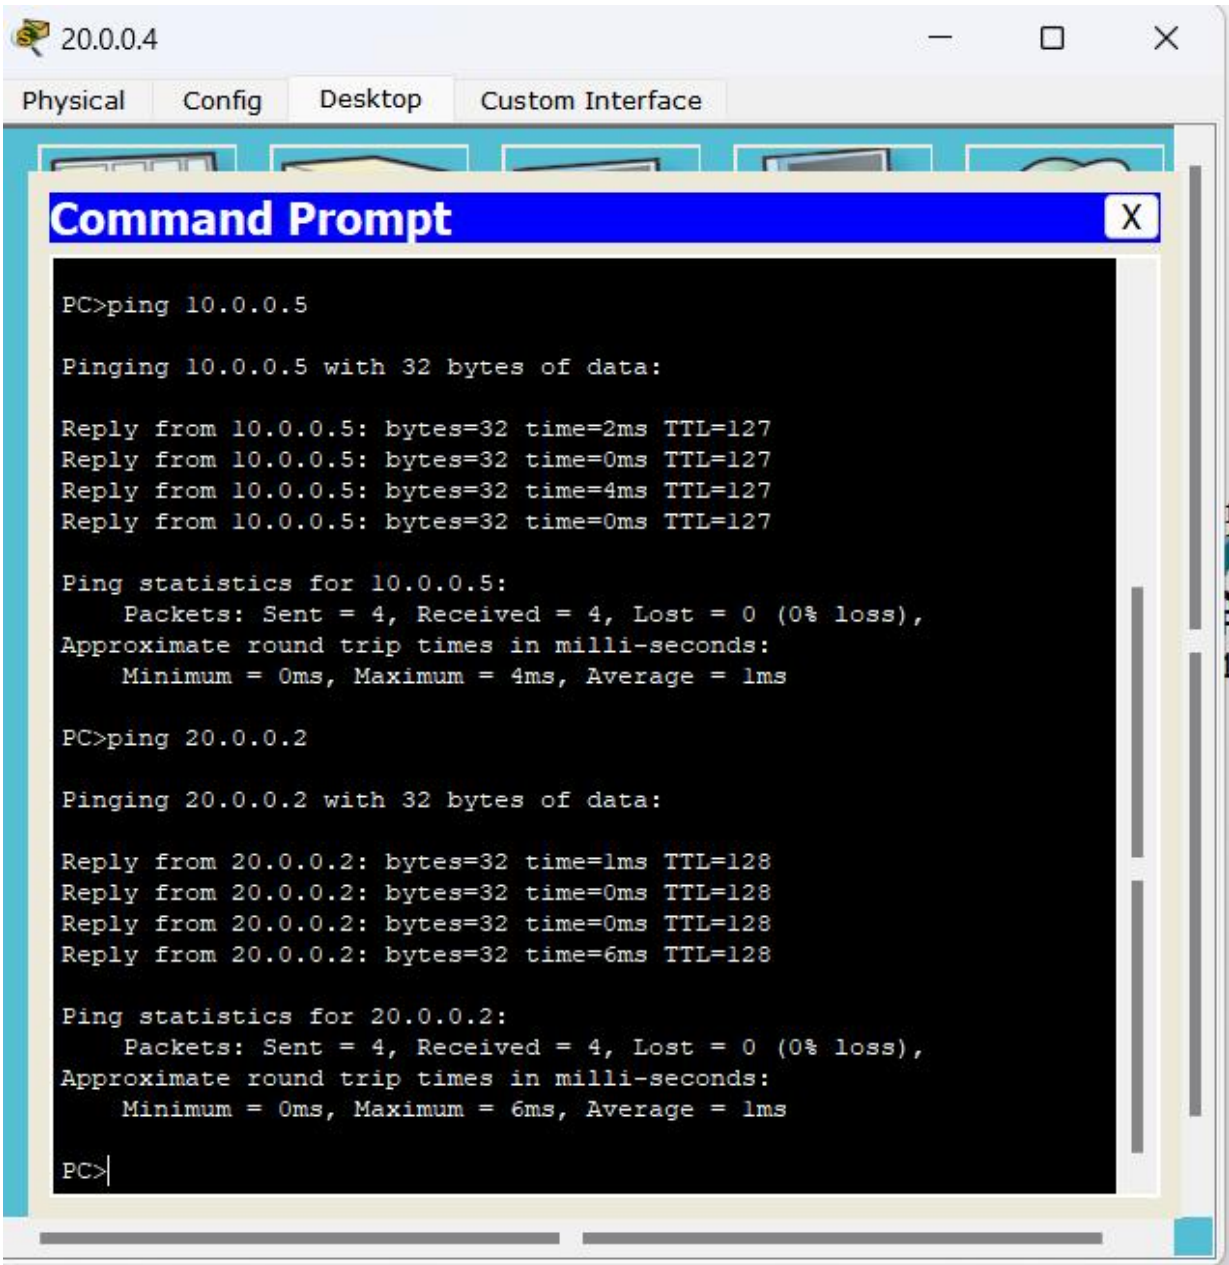 20.0.0.4
Physical Config Desktop Custom Interface
Command Prompt X
PC>ping 10.0.0.5
Pinging 10.0.0.5 with 32 bytes of data:
Reply from 10.0.0.5: bytes=32 time=2ms TTL=127
Reply from 10.0.0.5: bytes=32 time=0ms TTL=127
Reply from 10.0.0.5: bytes=32 time=4ms TTL=127
Reply from 10.0.0.5: bytes=32 time=0ms TTL=127
Ping statistics for 10.0.0.5:
Packets: Sent = 4, Received = 4, Lost = 0 (0% loss),
Approximate round trip times in milli-seconds:
Minimum = 0ms, Maximum = 4ms, Average = 1ms
PC>ping 20.0.0.2
Pinging 20.0.0.2 with 32 bytes of data:
Reply from 20.0.0.2: bytes=32 time=1ms TTL=128
Reply from 20.0.0.2: bytes=32 time=0ms TTL=128
Reply from 20.0.0.2: bytes=32 time=0ms TTL=128
Reply from 20.0.0.2: bytes=32 time=6ms TTL=128
Ping statistics for 20.0.0.2:
Packets: Sent = 4, Received = 4, Lost = 0 (0% loss),
Approximate round trip times in milli-seconds:
Minimum = 0ms, Maximum = 6ms, Average = 1ms
PC>